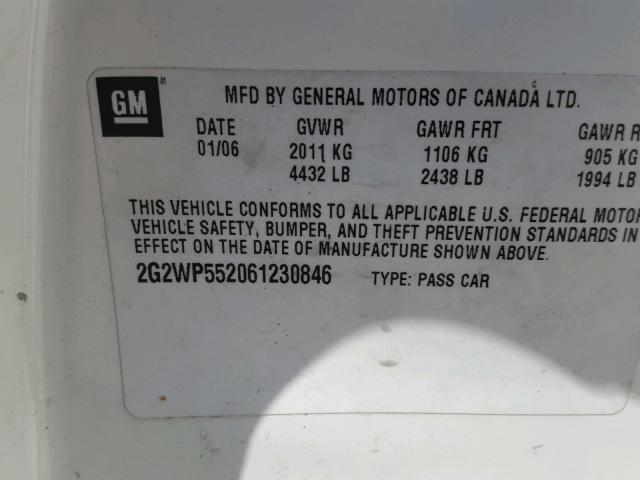 GM
MFD BY GENERAL MOTORS OF CANADA LTD.
DATE GVWR GAWR FRT GAWR R
01/06 2011 KG 1106 KG 905 KG
4432 LB 2438 LB 1994 LB
THIS VEHICLE CONFORMS TO ALL APPLICABLE U.S. FEDERAL MOTOR
VEHICLE SAFETY, BUMPER, AND THEFT PREVENTION STANDARDS IN
EFFECT ON THE DATE OF MANUFACTURE SHOWN ABOVE.
2G2WP552061230846 TYPE: PASS CAR